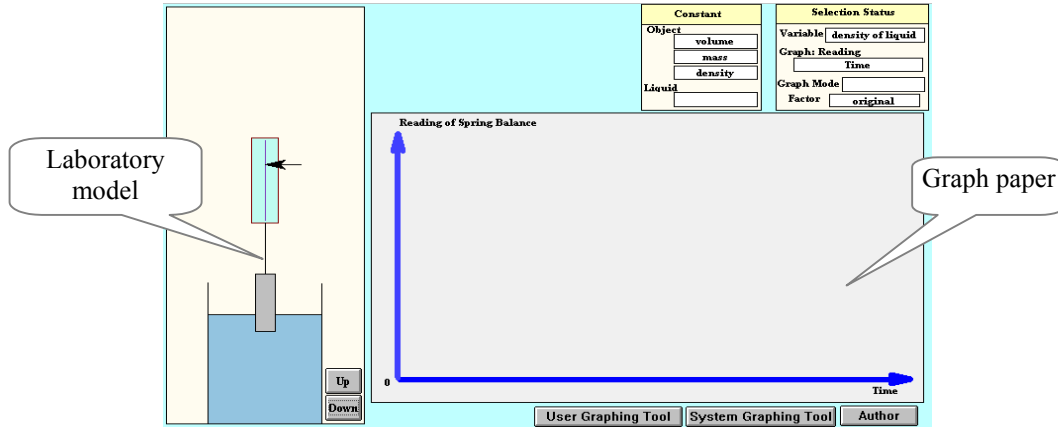 Constant
Object
volume
mass
density
Liquid
Selection Status
Variable density of liquid
Graph: Reading
Time
Graph Mode
Factor original
Laboratory
model
Reading of Spring Balance
Graph paper
0
Time
Up
Down
User Graphing Tool System Graphing Tool Author